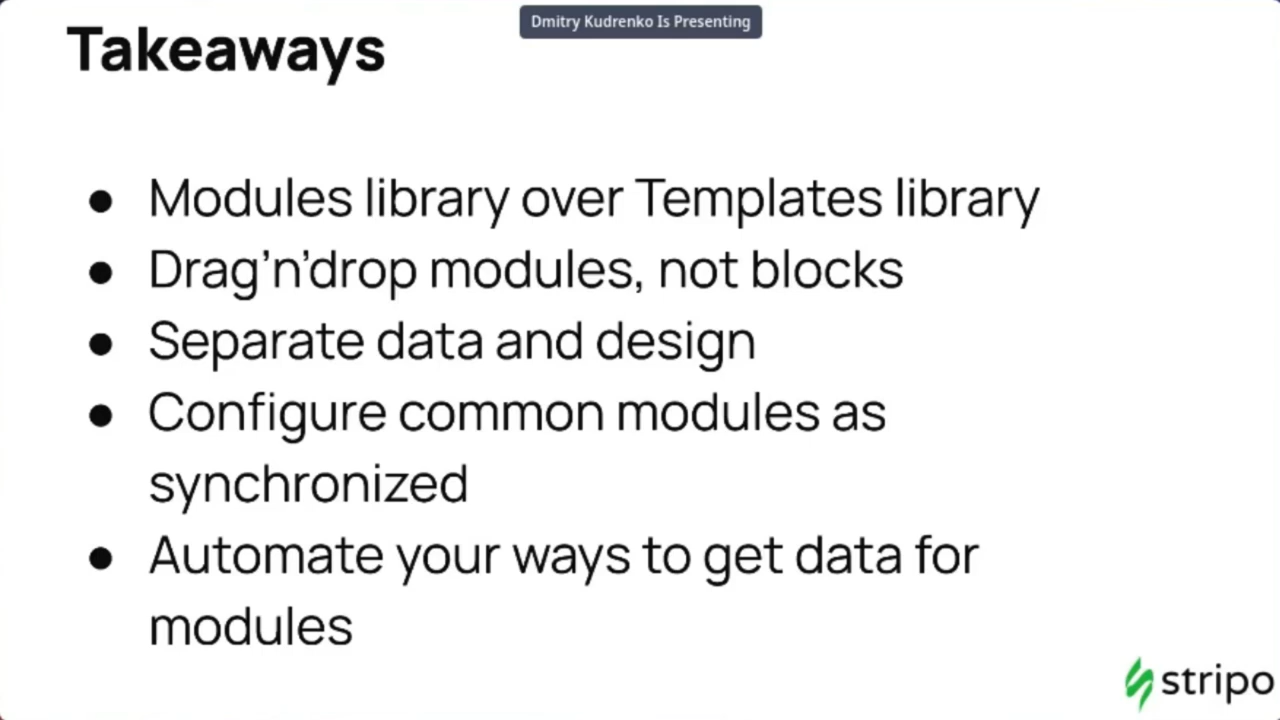 Dmitry Kudrenko Is Presenting
Takeaways
● Modules library over Templates library
● Drag’n’drop modules, not blocks
● Separate data and design
● Configure common modules as
synchronized
● Automate your ways to get data for
modules
stripo